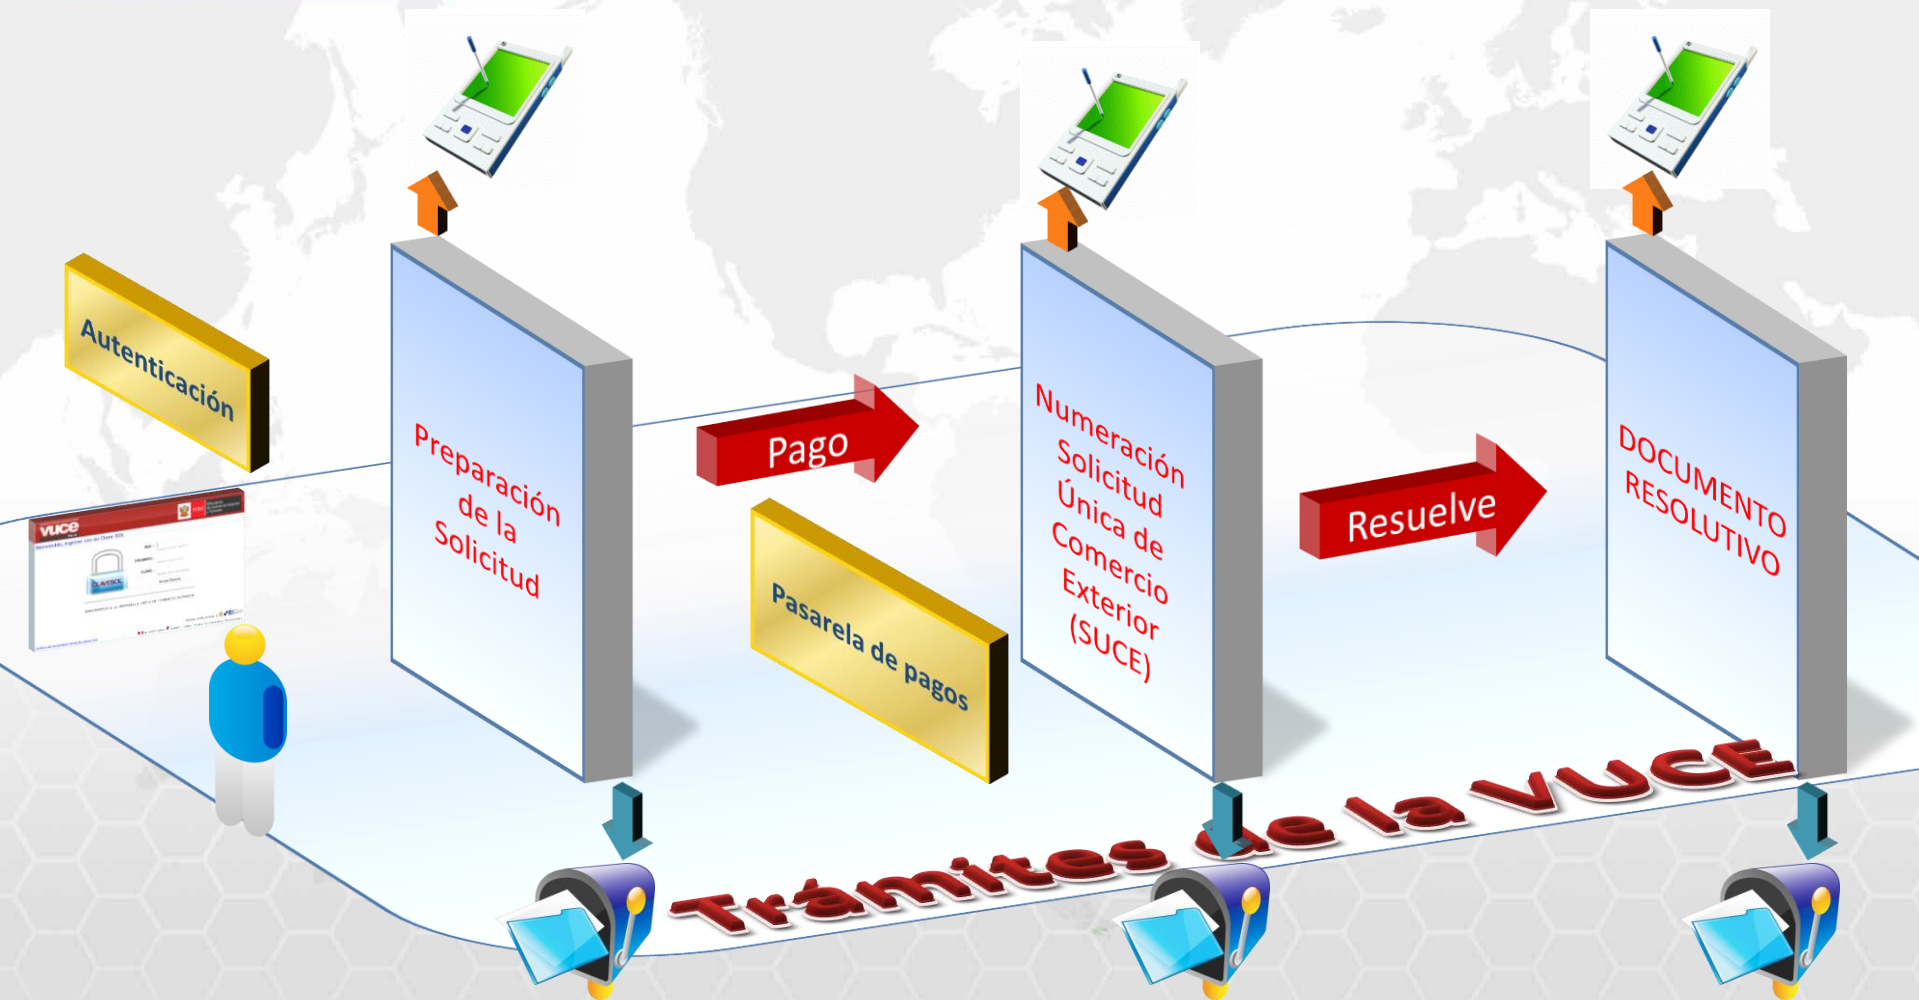 Autenticación
vuce
CLAVESOL
Preparación
de la
Solicitud
Pago
Pasarela de pagos
Numeración
Solicitud
Única de
Comercio
Exterior
(SUCE)
Resuelve
DOCUMENTO
RESOLUTIVO
Trámites de la VUCE